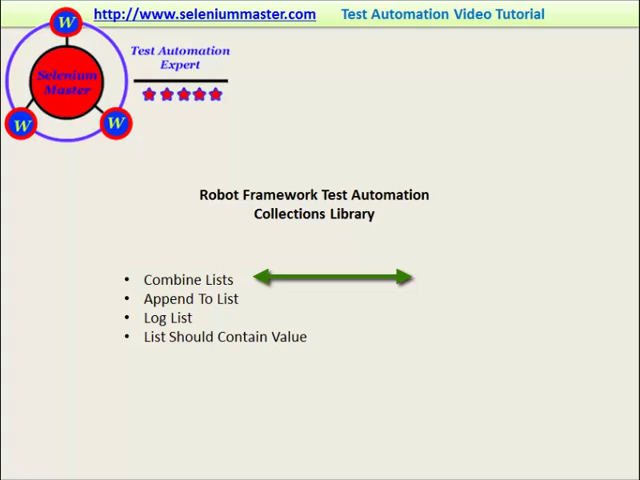 http://www.seleniummaster.com Test Automation Video Tutorial
W
Test Automation
Expert
Selenium
Master
W
W
Robot Framework Test Automation
Collections Library
• Combine Lists
• Append To List
• Log List
• List Should Contain Value